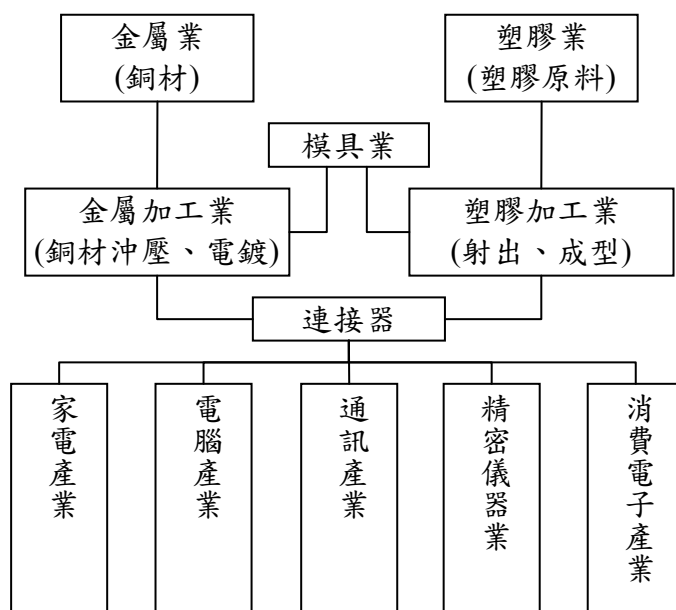 金屬業
(銅材)
塑膠業
(塑膠原料)
模具業
金屬加工業
(銅材沖壓、電鍍)
塑膠加工業
(射出、成型)
連接器
家電產業
電腦產業
通訊產業
精密儀器業
消費電子產業